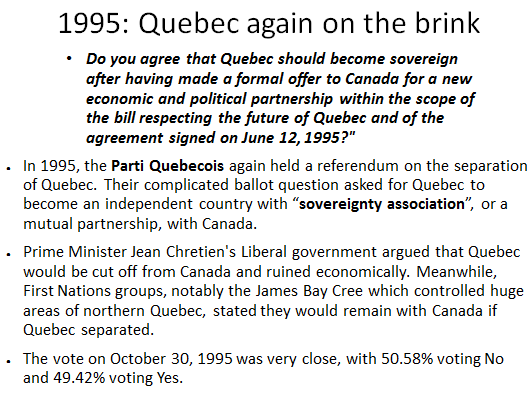 1995: Quebec again on the brink
• Do you agree that Quebec should become sovereign
after having made a formal offer to Canada for a new
economic and political partnership within the scope of
the bill respecting the future of Quebec and of the
agreement signed on June 12, 1995?"
• In 1995, the Parti Quebecois again held a referendum on the separation
of Quebec. Their complicated ballot question asked for Quebec to
become an independent country with “sovereignty association”, or a
mutual partnership, with Canada.
• Prime Minister Jean Chretien's Liberal government argued that Quebec
would be cut off from Canada and ruined economically. Meanwhile,
First Nations groups, notably the James Bay Cree which controlled huge
areas of northern Quebec, stated they would remain with Canada if
Quebec separated.
• The vote on October 30, 1995 was very close, with 50.58% voting No
and 49.42% voting Yes.